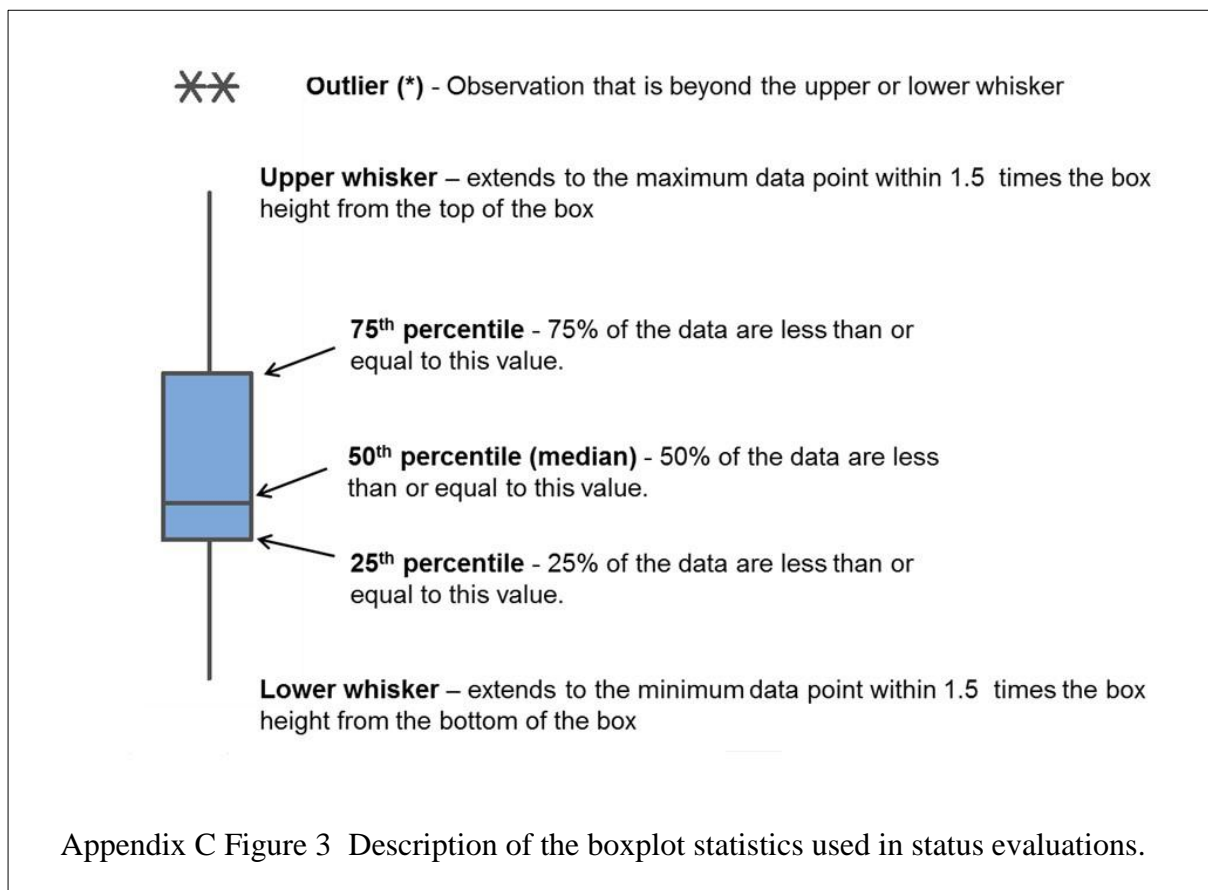 Outlier (*) - Observation that is beyond the upper or lower whisker
Upper whisker – extends to the maximum data point within 1.5 times the box
height from the top of the box
75th percentile - 75% of the data are less than or
equal to this value.
50th percentile (median) - 50% of the data are less
than or equal to this value.
25th percentile - 25% of the data are less than or
equal to this value.
Lower whisker – extends to the minimum data point within 1.5 times the box
height from the bottom of the box
Appendix C Figure 3 Description of the boxplot statistics used in status evaluations.